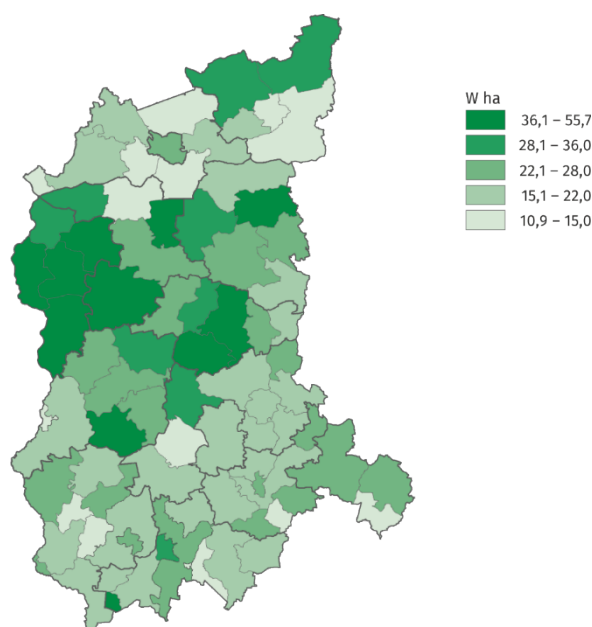 W ha
36,1 – 55,7
28,1 – 36,0
22,1 – 28,0
15,1 – 22,0
10,9 – 15,0